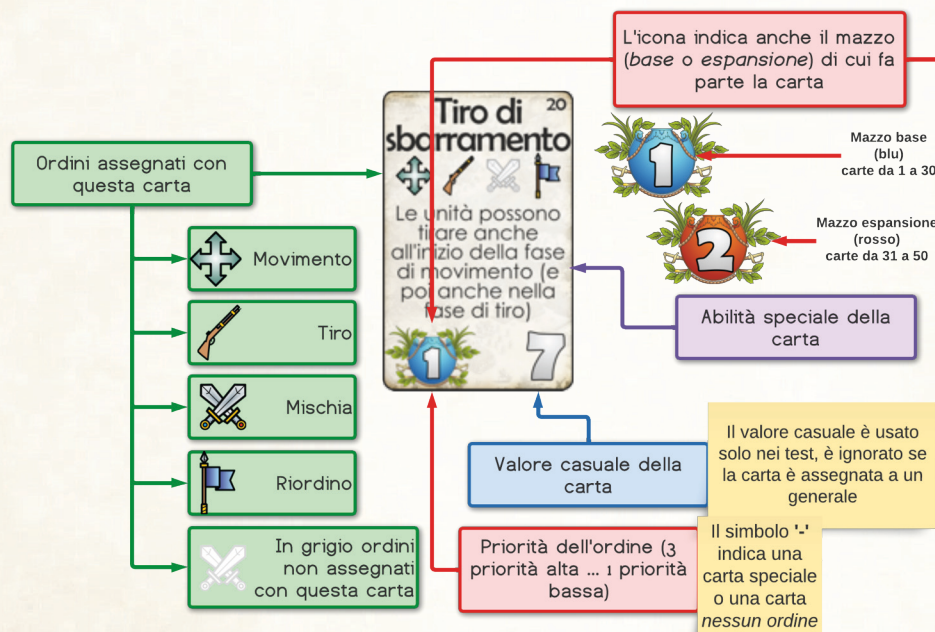 L'icona indica anche il mazzo
(base o espansione) di cui fa
parte la carta
Tiro di
sbarramento
20
Le unità possono
tirare anche
all'inizio della fase
di movimento (e
poi anche nella
fase di tiro)
1
7
Ordini assegnati con
questa carta
Movimento
Tiro
Mischia
Riordino
In grigio ordini
non assegnati
con questa carta
1
Mazzo base
(blu)
carte da 1 a 30
2
Mazzo espansione
(rosso)
carte da 31 a 50
Abilità speciale della
carta
Valore casuale della
carta
Il valore casuale è usato
solo nei test, è ignorato se
la carta è assegnata a un
generale
Priorità dell'ordine (3
priorità alta ... 1 priorità
bassa)
Il simbolo '-'
indica una
carta speciale
o una carta
nessun ordine